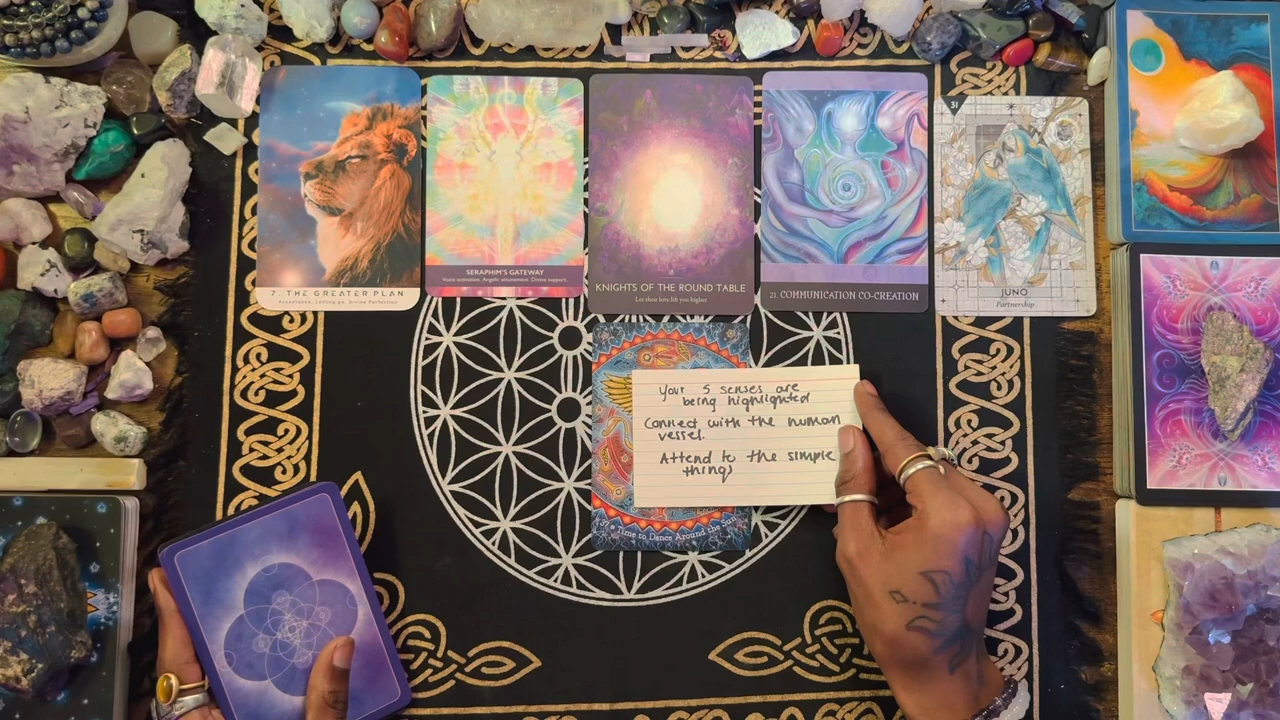 7. THE GREATER PLAN
Acceptance, Letting go, Divine Perfection
SERAPHIM'S GATEWAY
Voice activation. Angelic attunement. Divine support.
18
KNIGHTS OF THE ROUND TABLE
Let their love lift you higher
21. COMMUNICATION CO-CREATION
31
JUNO
Partnership
Your 5 senses are
being highlighted
Connect with the human
vessel.
Attend to the simple
things
Time to Dance Around the